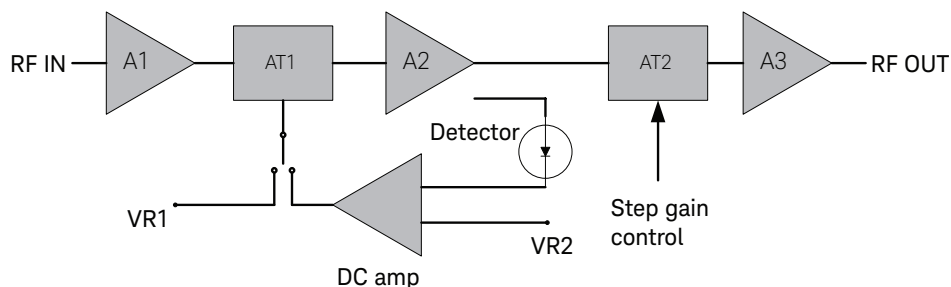 RF IN
A1
AT1
A2
AT2
A3
RF OUT
Detector
VR1
VR2
Step gain
control
DC amp